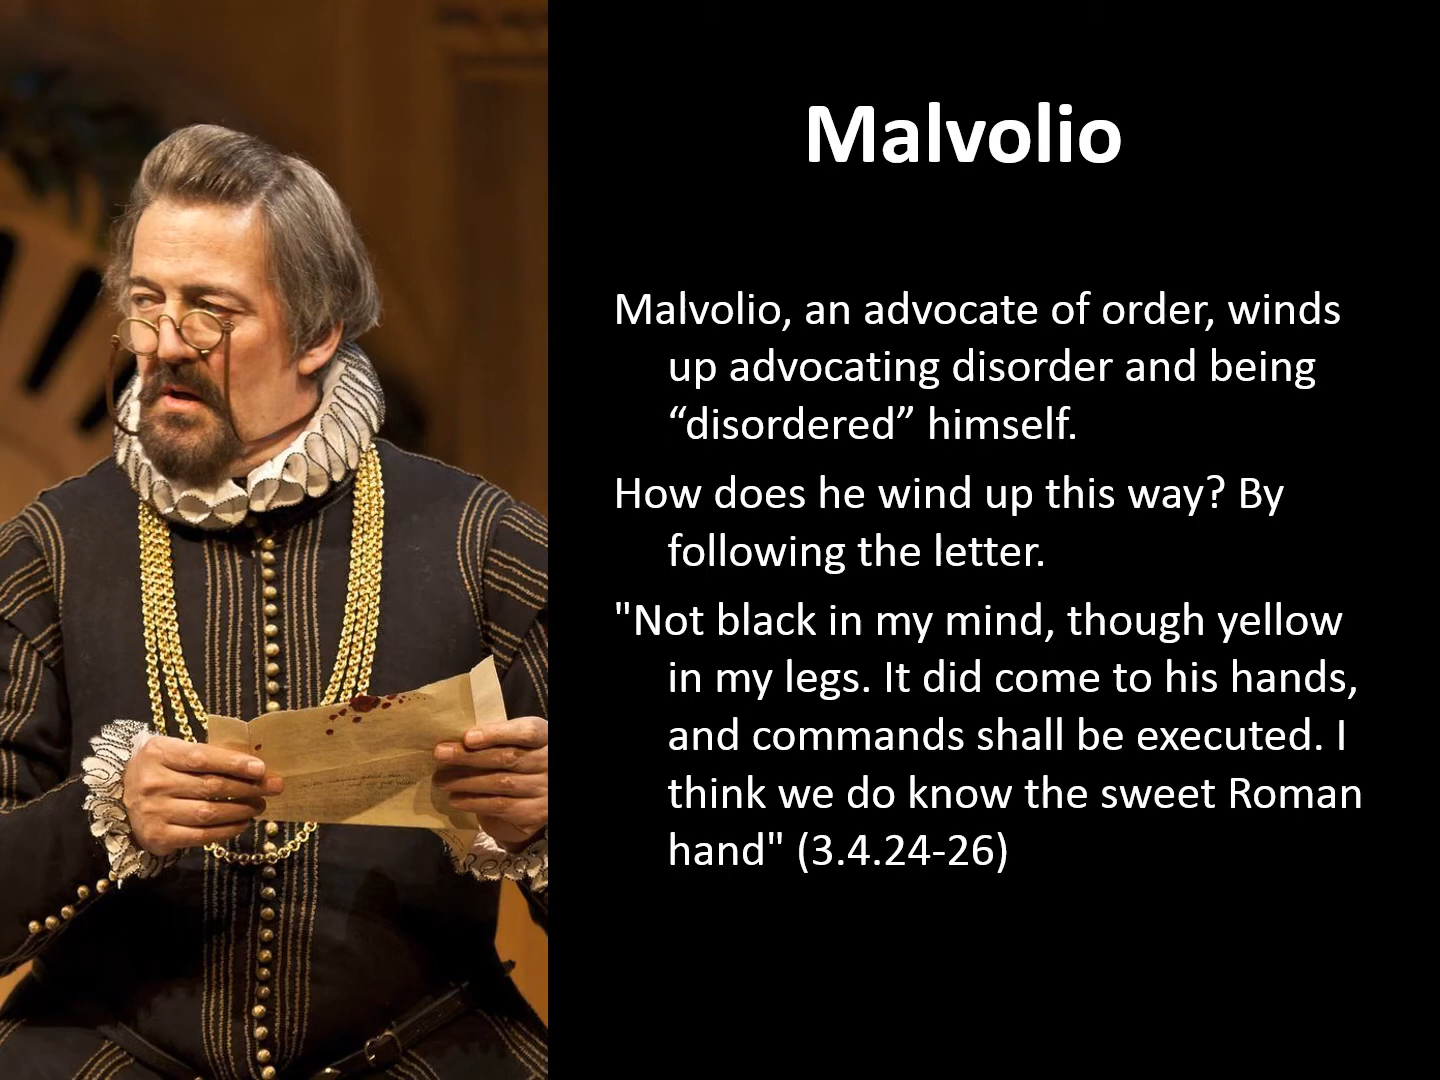 Malvolio
Malvolio, an advocate of order, winds
up advocating disorder and being
“disordered” himself.
How does he wind up this way? By
following the letter.
"Not black in my mind, though yellow
in my legs. It did come to his hands,
and commands shall be executed. I
think we do know the sweet Roman
hand" (3.4.24-26)